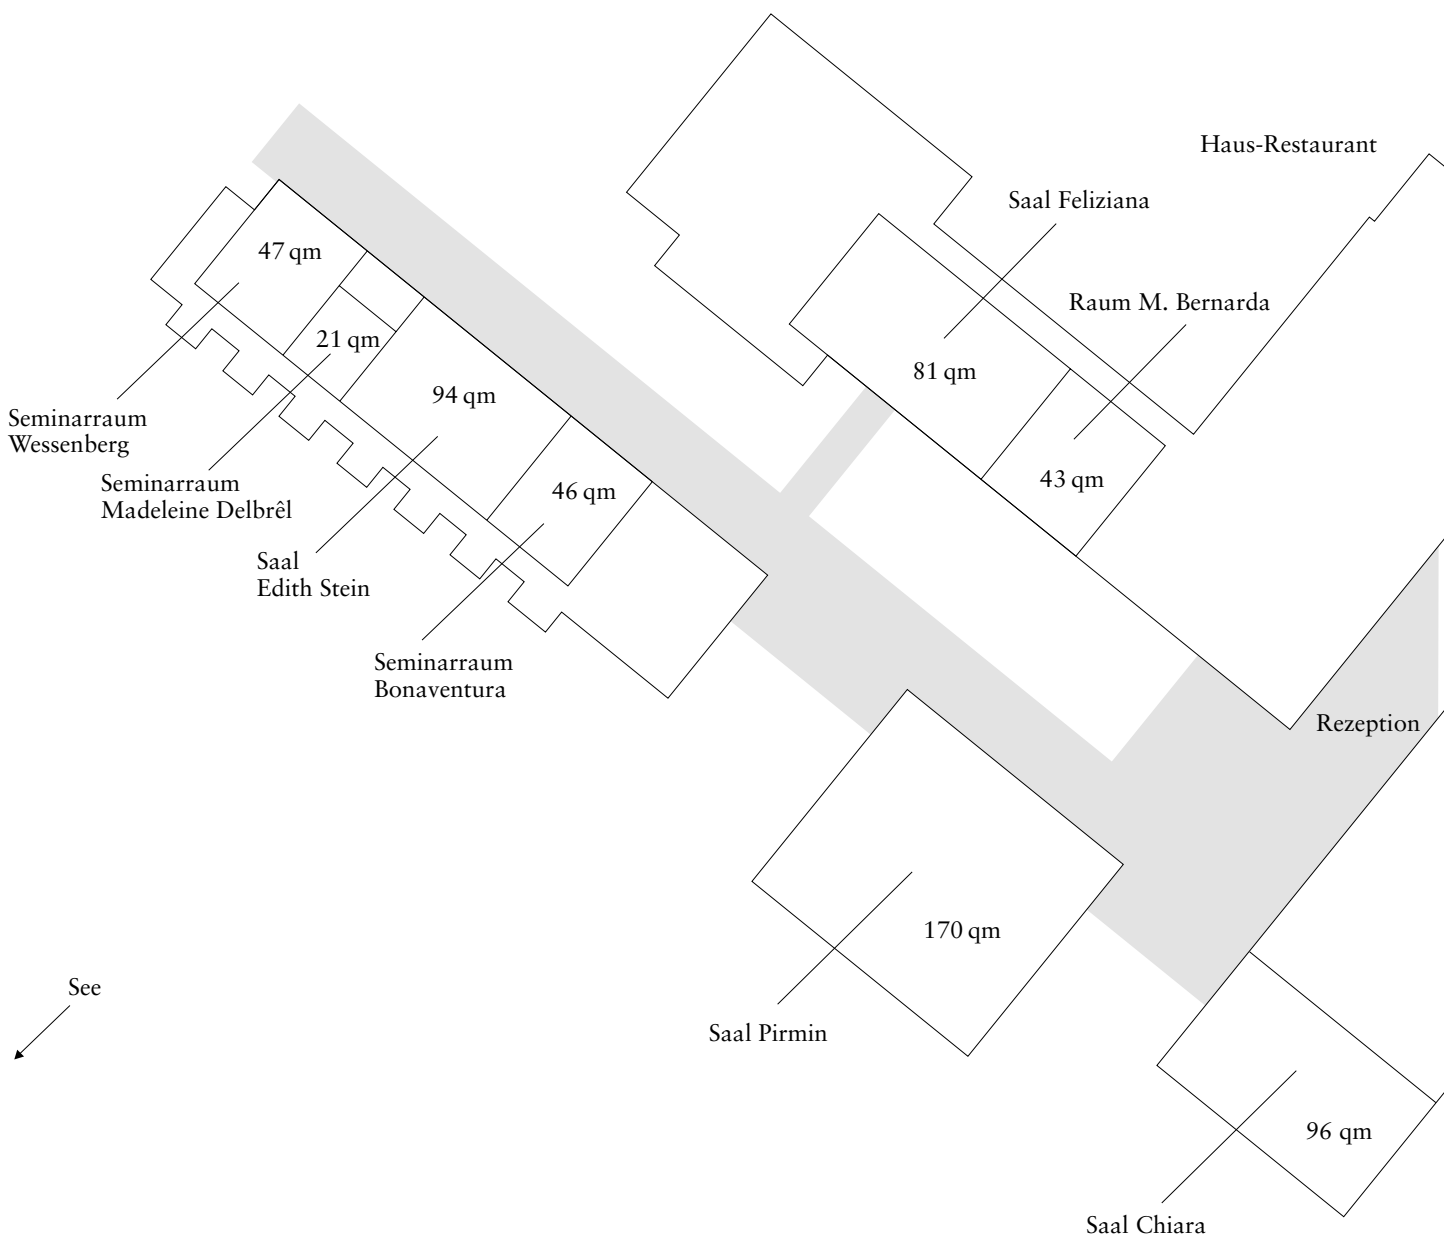 Haus-Restaurant
Saal Feliziana
47 qm
Raum M. Bernarda
21 qm
81 qm
94 qm
Seminarraum
Wessenberg
43 qm
46 qm
Seminarraum
Madeleine Delbrêl
Saal
Edith Stein
Seminarraum
Bonaventura
Rezeption
170 qm
See
Saal Pirmin
96 qm
Saal Chiara